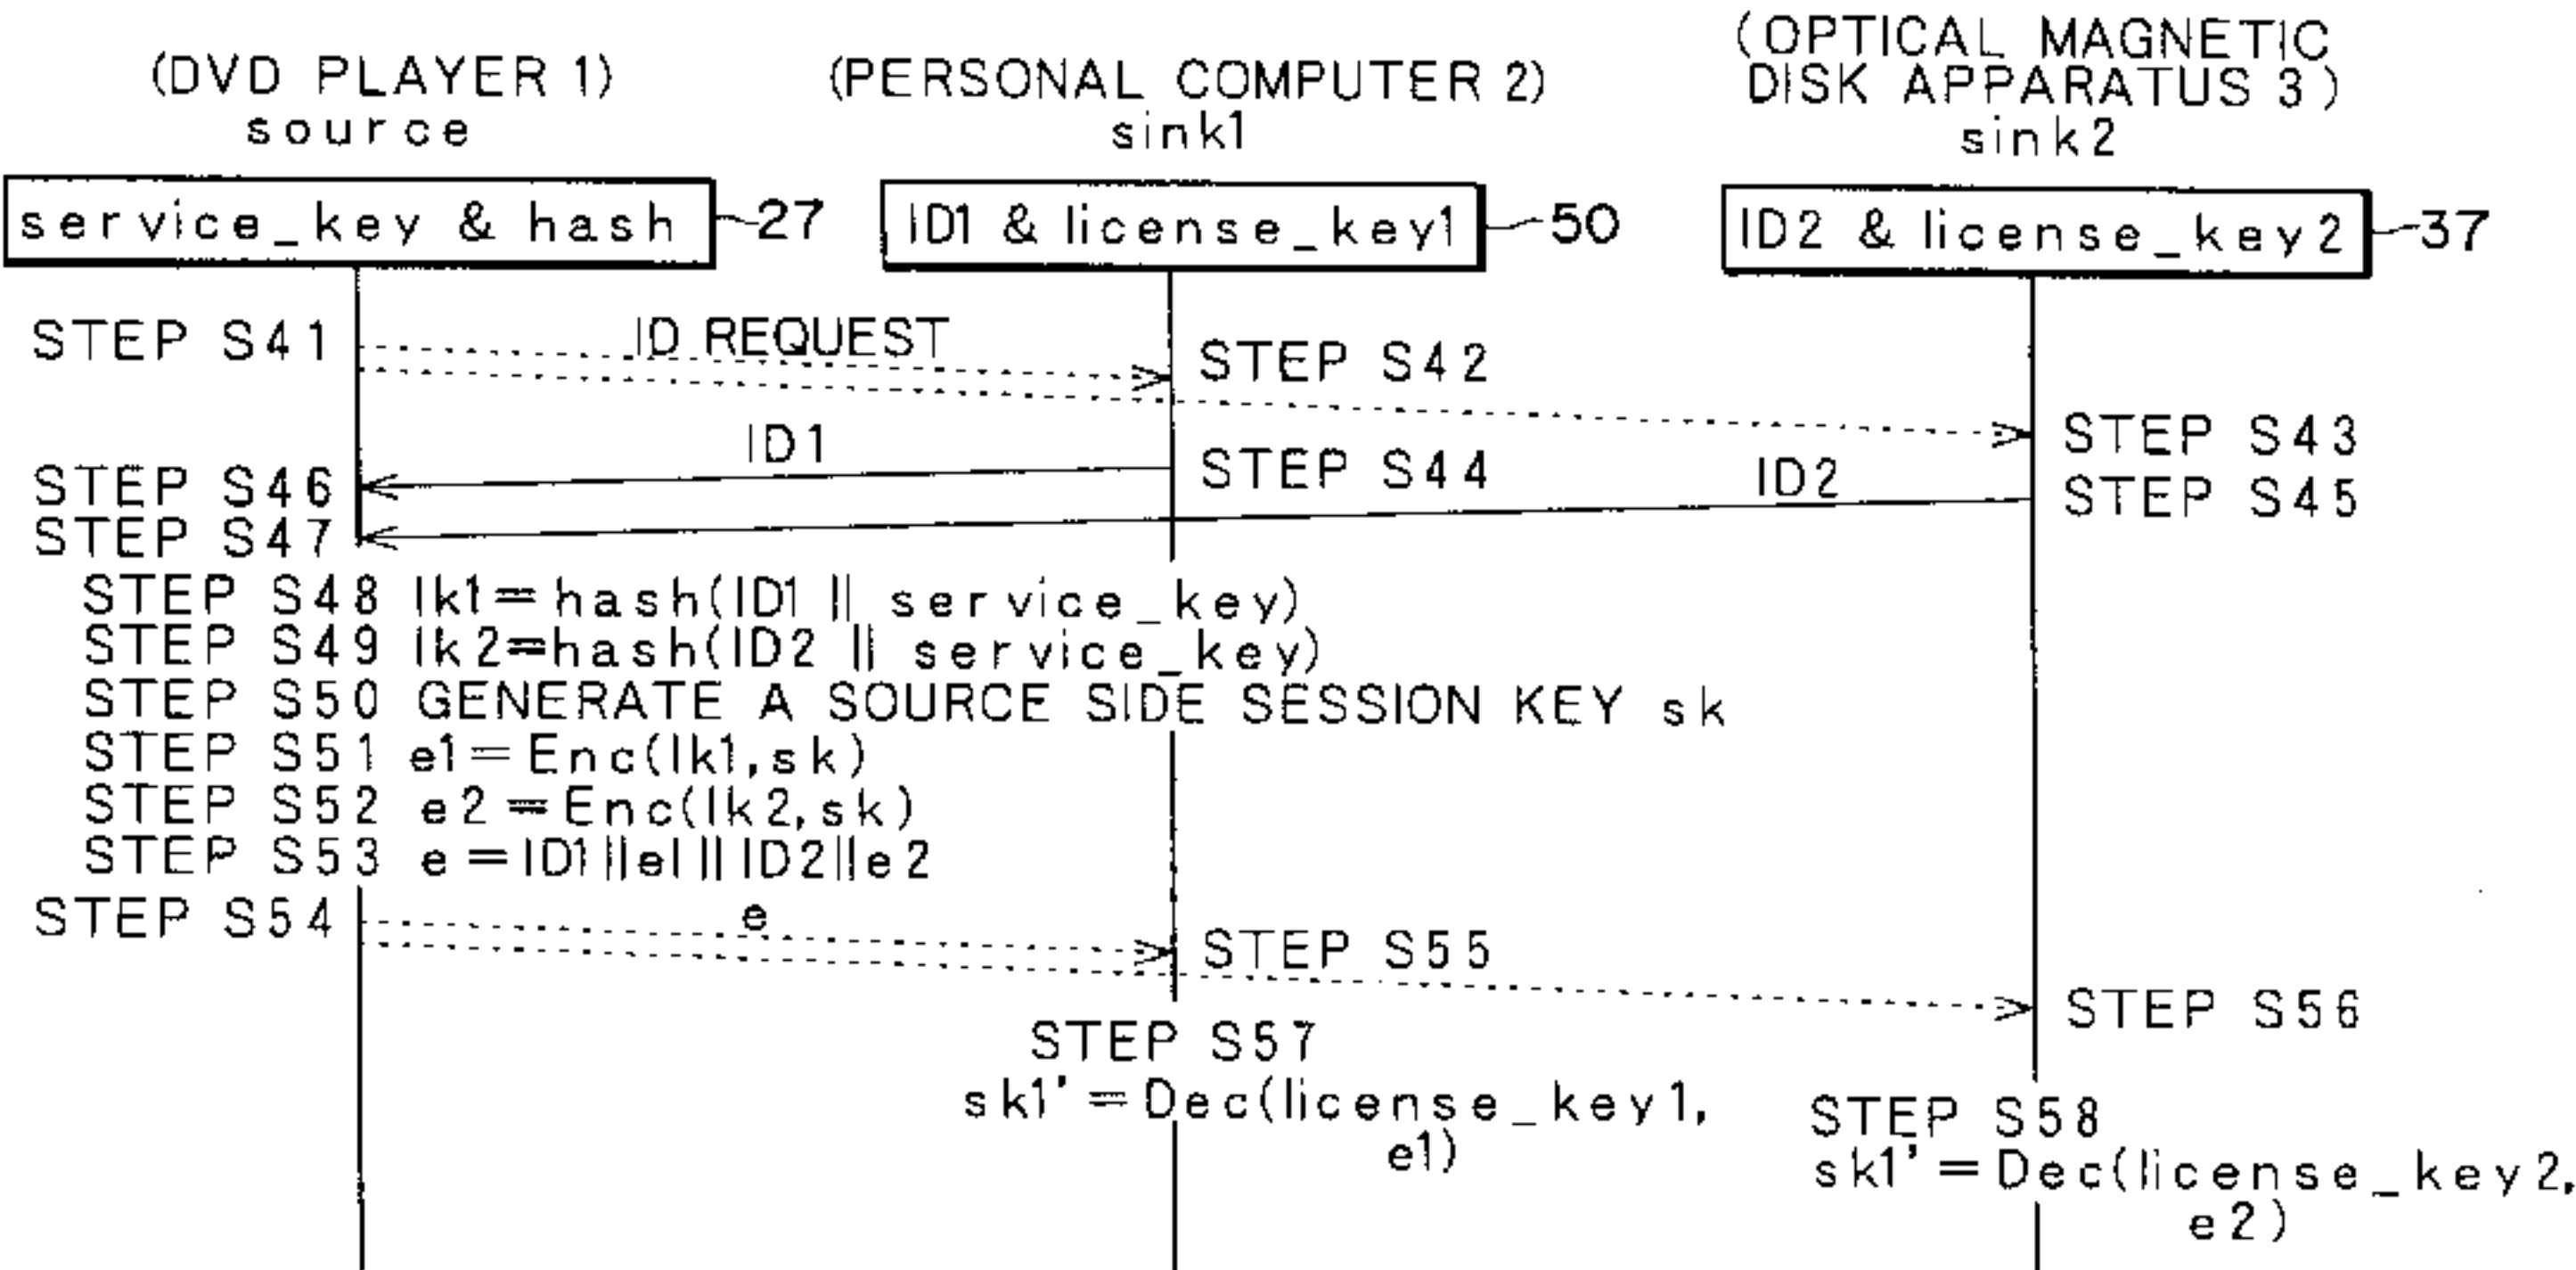 (DVD PLAYER 1)
source
(PERSONAL COMPUTER 2)
sink1
(OPTICAL MAGNETIC
DISK APPARATUS 3)
sink2
service_key & hash
27
ID1 & license_key1
50
ID2 & license_key2
37
STEP S41
ID REQUEST
STEP S42
STEP S43
ID1
STEP S44
STEP S46
ID2
STEP S45
STEP S47
STEP S48 lk1=hash(ID1 || service_key)
STEP S49 lk2=hash(ID2 || service_key)
STEP S50 GENERATE A SOURCE SIDE SESSION KEY sk
STEP S51 e1=Enc(lk1,sk)
STEP S52 e2=Enc(lk2,sk)
STEP S53 e=ID1||e1||ID2||e2
STEP S54
e
STEP S55
STEP S56
STEP S57
sk1'=Dec(license_key1,
e1)
STEP S58
sk1'=Dec(license_key2,
e2)